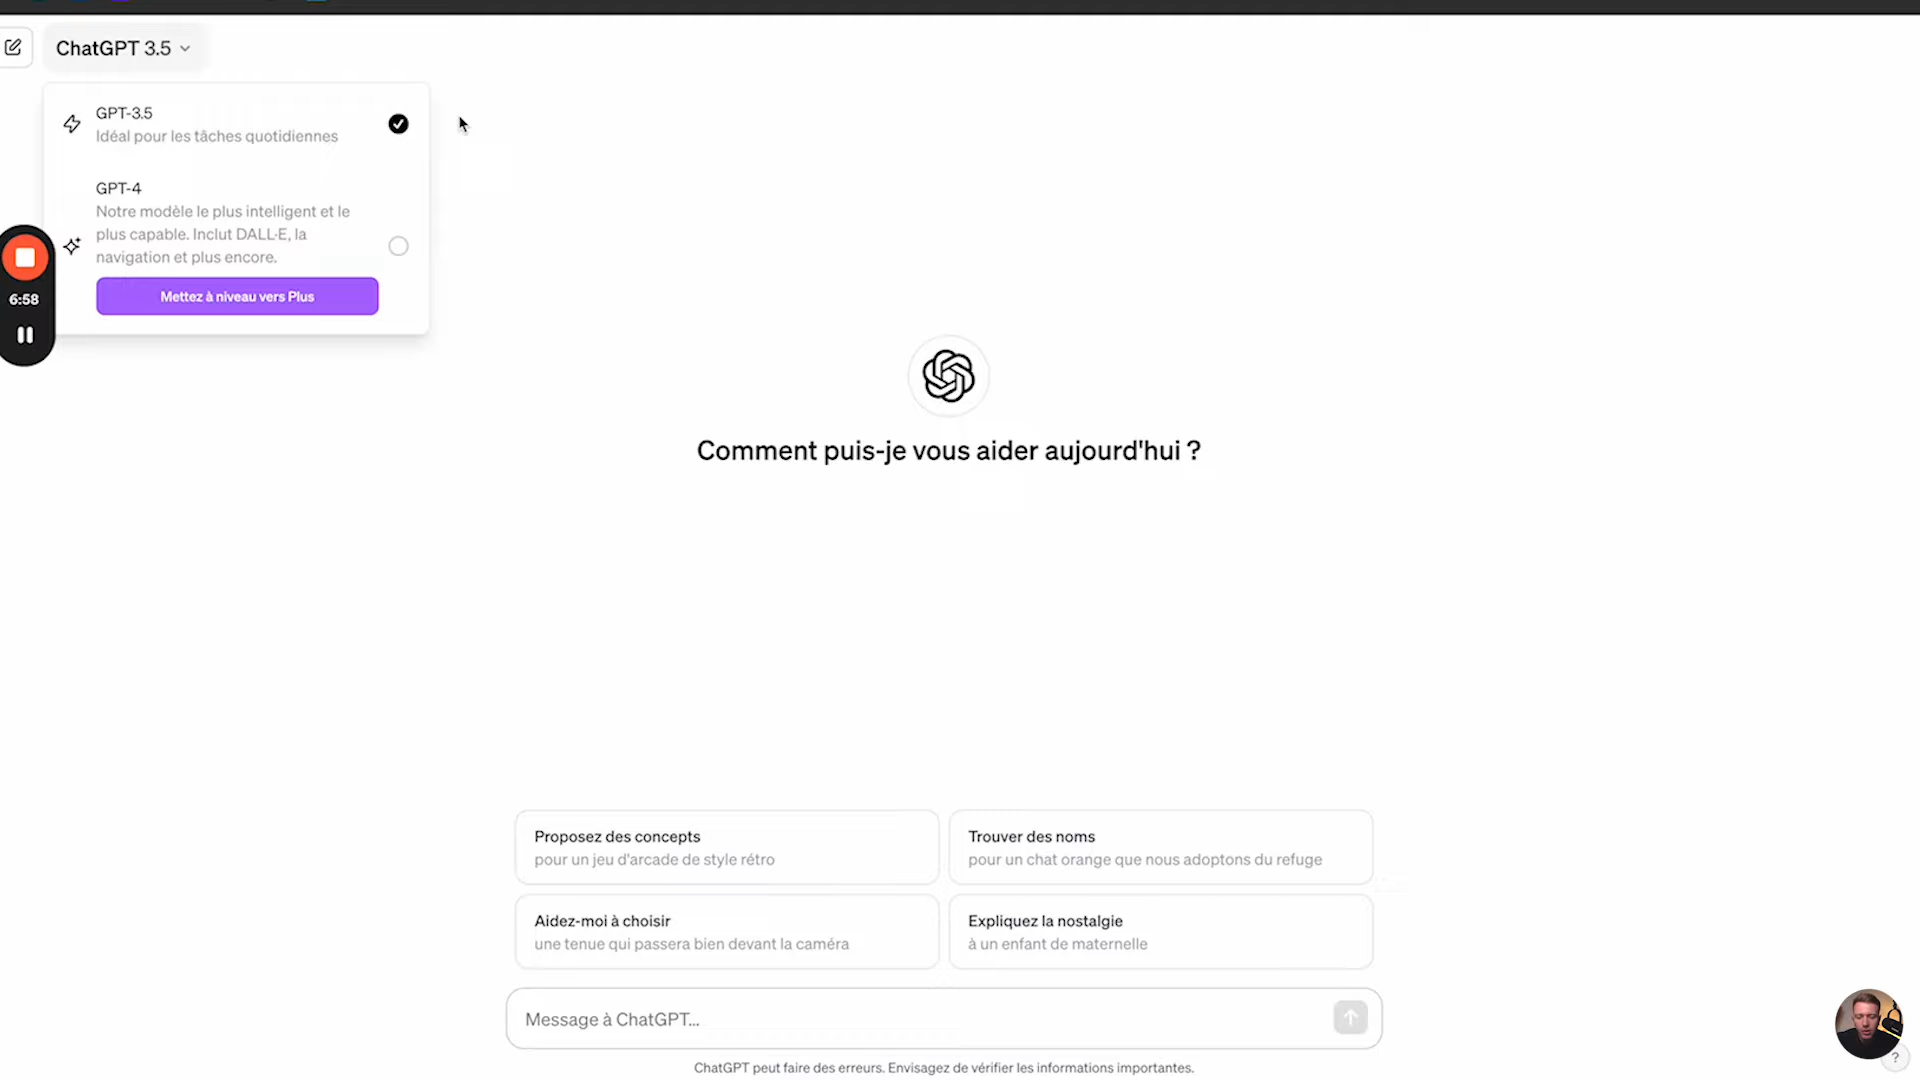 ChatGPT 3.5
GPT-3.5
Idéal pour les tâches quotidiennes
GPT-4
Notre modèle le plus intelligent et le
plus capable. Inclut DALL·E, la
navigation et plus encore.
Mettez à niveau vers Plus
6:58
Comment puis-je vous aider aujourd'hui ?
Proposez des concepts
pour un jeu d'arcade de style rétro
Trouver des noms
pour un chat orange que nous adoptons du refuge
Aidez-moi à choisir
une tenue qui passera bien devant la caméra
Expliquez la nostalgie
à un enfant de maternelle
Message à ChatGPT...
ChatGPT peut faire des erreurs. Envisagez de vérifier les informations importantes.
?